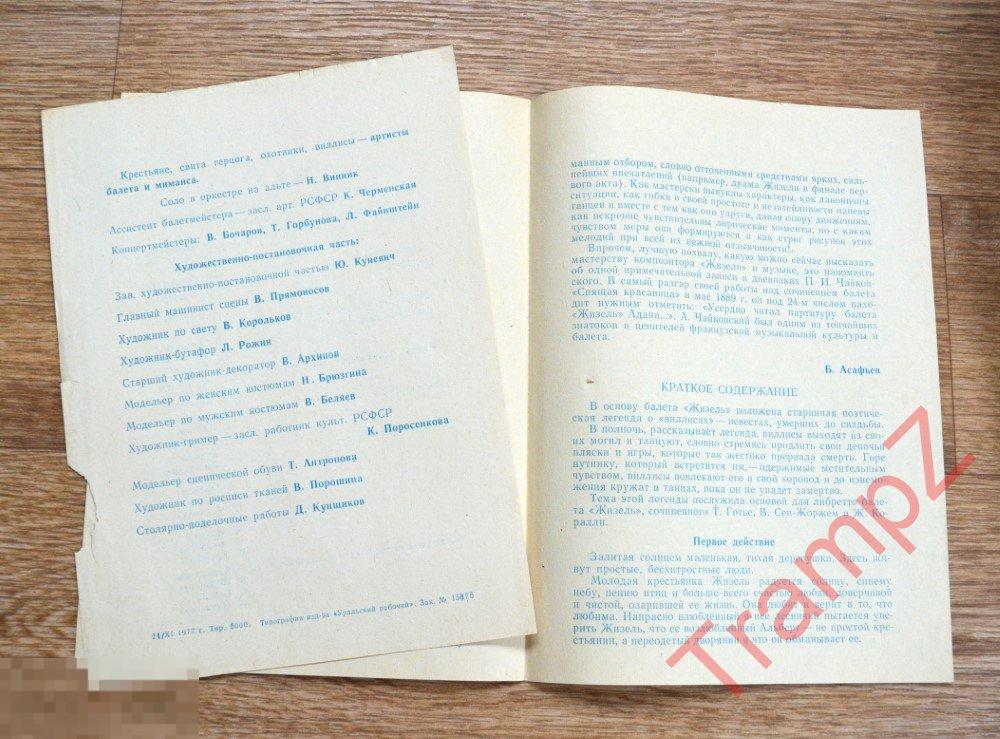 Крестьяне, свита герцога, охотники, виллисы — артисты
балета и миманса.
Соло в оркестре на альте — Н. Винник
Ассистент балетмейстера — засл. арт. РСФСР К. Черменская
Концертмейстеры: В. Бочаров, Т. Горбунова, Л. Файнштейн
Художественно-постановочная часть:
Зав. художественно-постановочной частью Ю. Куневич
Главный машинист сцены В. Прямоносов
Художник по свету В. Корольков
Художник-бутафор Л. Рожин
Старший художник-декоратор В. Архипов
Модельер по женским костюмам Н. Брюзгина
Модельер по мужским костюмам В. Беляев
Художник-гример — засл. работник культ. РСФСР
К. Поросенкова
Модельер сценической обуви Т. Антропова
Художник по росписи тканей В. Порошина
Столярно-поделочные работы Д. Кунщиков
21/XI 1977 г. Тир. 5000. Типография изд-ва «Уральский рабочий». Зак. №
манным отбором, словно отточенными средствами ярких, силь-
нейших впечатлений (например, драма Жизели в финале пер-
вого акта). Как мастерски выпуклы характеры, как лаконичны
ситуации, как гибки в своей простоте и незатейливости напевы
танцев и вместе с тем как они упруги, давая опору движениям,
как искренне чувствительны лирические моменты, но с каким
чувством меры они формируются и как строг рисунок этих
мелодий при всей их нежной отзывчивости!..
Впрочем, лучшую похвалу, какую можно сейчас высказать
мастерству композитора «Жизели» и музыке, это напомнить
об одной примечательной записи в дневниках П. И. Чайков-
ского. В самый разгар своей работы над сочинением балета
«Спящая красавица» в мае 1889 г. он под 24-м числом нахо-
дит нужным отметить: «Усердно читал партитуру балета
«Жизель» Адана...». А. Чайковский был одним из тончайших
знатоков и ценителей французской музыкальной культуры и
балета.
Б. Асафьев
КРАТКОЕ СОДЕРЖАНИЕ
В основу балета «Жизель» положена старинная поэтиче-
ская легенда о «виллисах» — невестах, умерших до свадьбы.
В полночь, рассказывает легенда, виллисы выходят из сво-
их могил и танцуют, словно стремясь продлить свои девичьи
пляски и игры, которые так жестоко прервала смерть. Горе
путнику, который встретится им, — одержимые мстительным
чувством, виллисы вовлекают его в свой хоровод и до изнемо-
жения кружат в танцах, пока он не упадет замертво.
Тема этой легенды послужила основой для либретто бале-
та «Жизель», сочиненного Т. Готье, В. Сен-Жоржем и Ж. Ко-
ралли.
Первое действие
Залитая солнцем маленькая, тихая деревушка. Здесь жи-
вут простые, бесхитростные люди.
Молодая крестьянка Жизель радуется солнцу, синему
небу, пению птиц и больше всего счастью любви, доверчивой
и чистой, озарившей ее жизнь. Она любит и верит в то, что
любима. Напрасно влюбленный в нее лесничий пытается уве-
рить Жизель, что ее возлюбленный Альберт — не простой кре-
стьянин, а переодетый дворянин и что он обманывает ее.
TrampZ